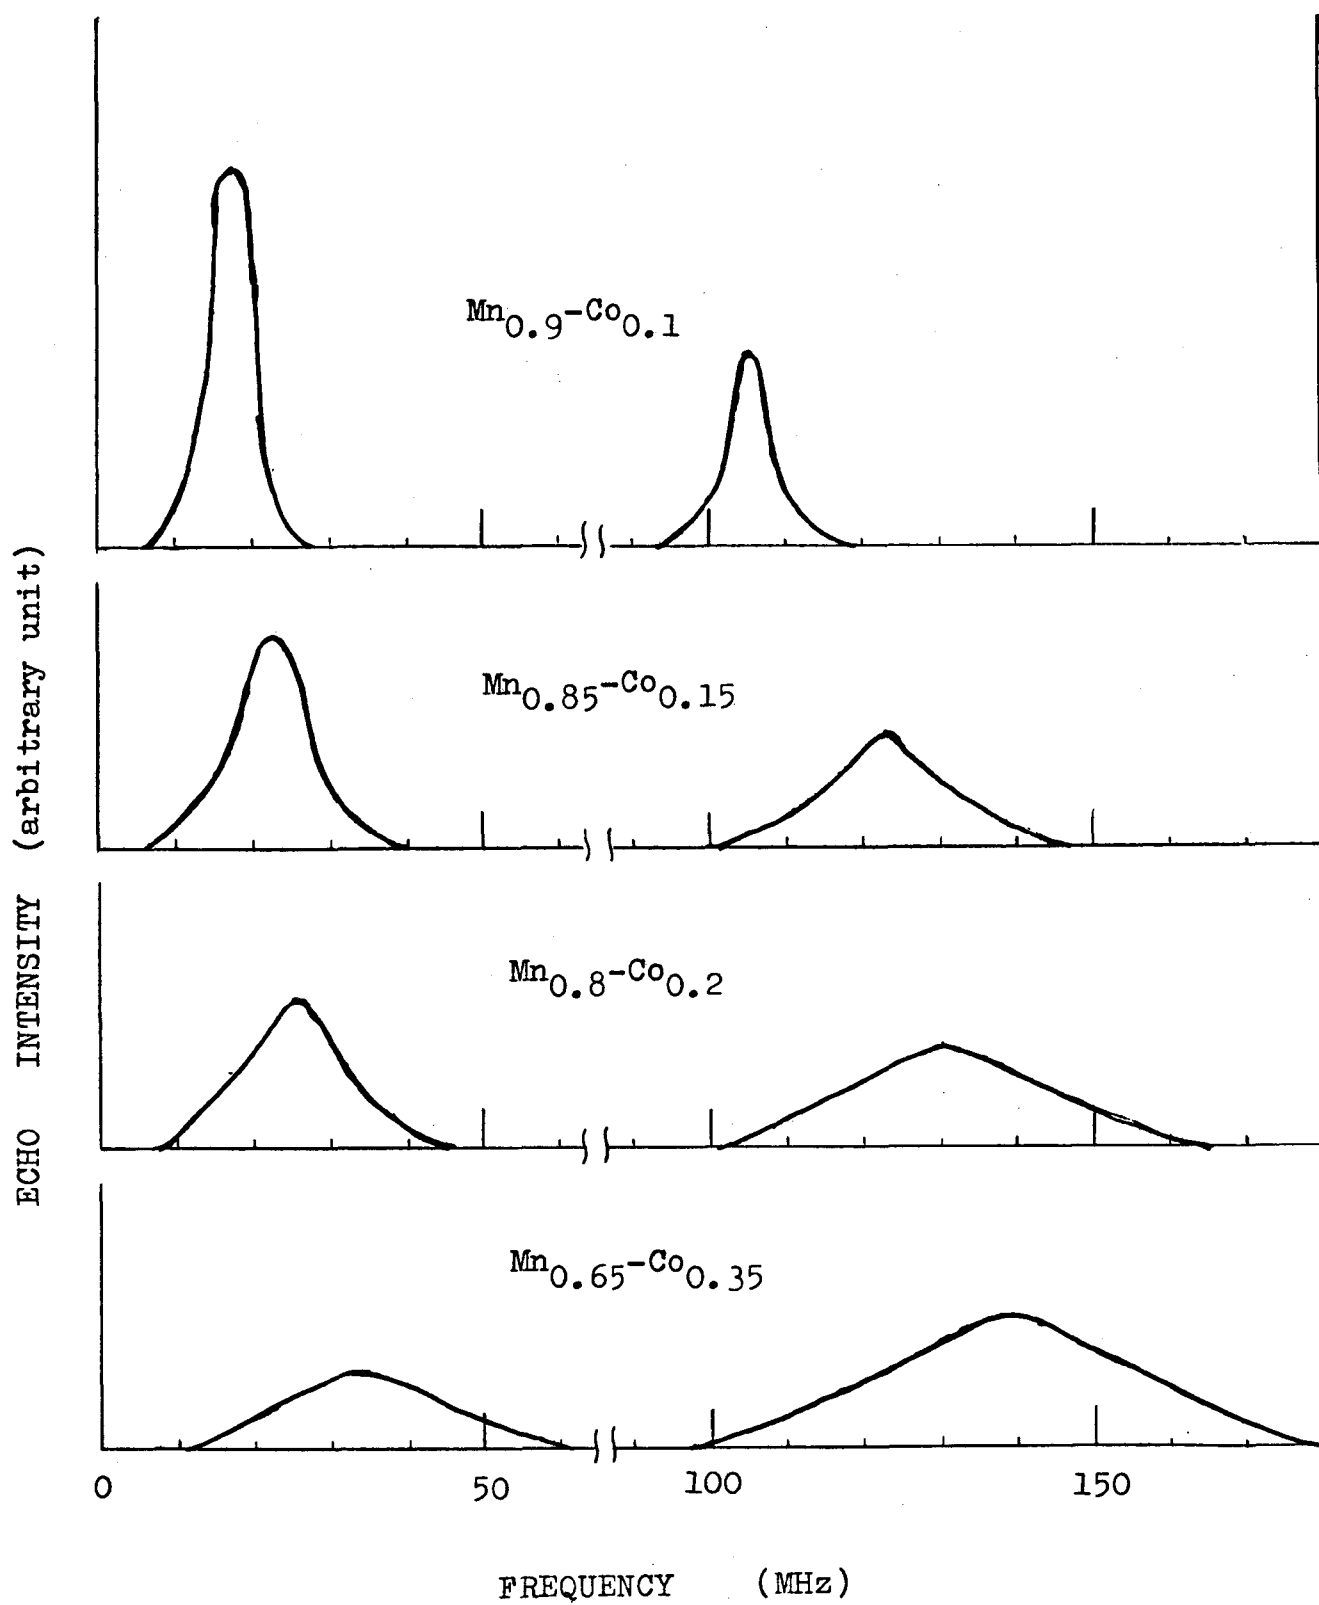 Mn0.9-Co0.1
Mn0.85-Co0.15
Mn0.8-Co0.2
Mn0.65-Co0.35
ECHO INTENSITY (arbitrary unit)
0 50 100 150
FREQUENCY (MHz)